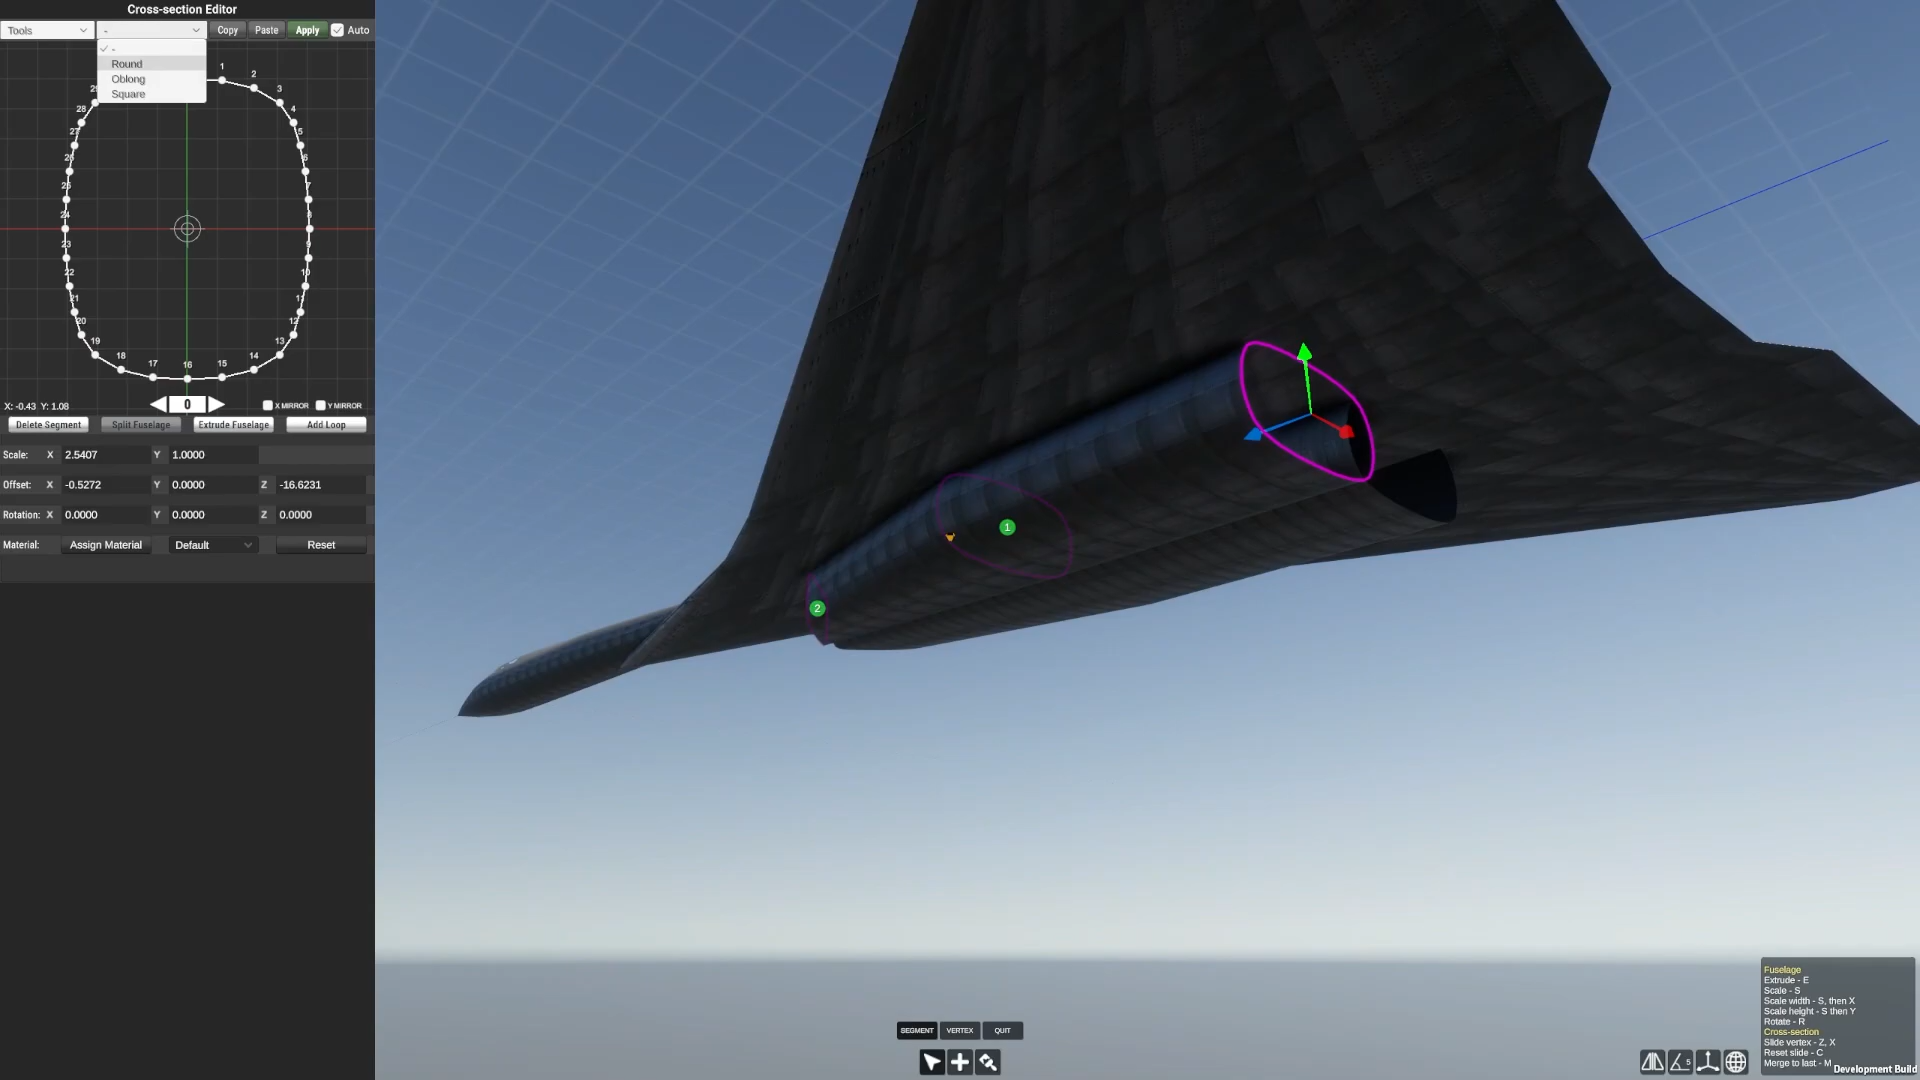 Cross-section Editor
Tools - Copy Paste Apply Auto
-
Round
Oblong
Square
1
2
3
4
5
6
7
8
9
10
11
12
13
14
15
16
17
18
19
20
21
22
23
24
25
26
27
28
X: -0.43 Y: 1.08 0 X MIRROR Y MIRROR
Delete Segment Split Fuselage Extrude Fuselage Add Loop
Scale: X 2.5407 Y 1.0000
Offset: X -0.5272 Y 0.0000 Z -16.6231
Rotation: X 0.0000 Y 0.0000 Z 0.0000
Material: Assign Material Default Reset
1
2
SEGMENT VERTEX QUIT
5
Fuselage
Extrude - E
Scale - S
Scale width - S, then X
Scale height - S then Y
Rotate - R
Cross-section
Slide vertex - Z, X
Reset slide - C
Merge to last - M
Development Build